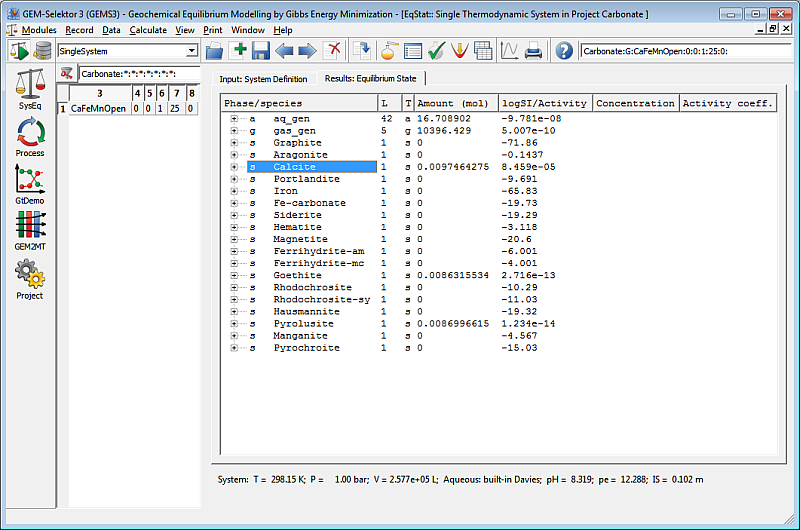 GEM-Selektor 3 (GEMS3) - Geochemical Equilibrium Modelling by Gibbs Energy Minimization - [EqStat:: Single Thermodynamic System in Project Carbonate ]
Modules Record Data Calculate View Print Window Help
SingleSystem
Carbonate:G:CaFeMnOpen:0:0:1:25:0:
SysEq
Process
GtDemo
GEM2MT
Project
Carbonate:*:*:*:*:*:*:*:
3 4 5 6 7 8
1 CaFeMnOpen 0 0 1 25 0
Input: System Definition Results: Equilibrium State
Phase/species L T Amount (mol) logSI/Activity Concentration Activity coeff.
a aq_gen 42 a 16.708902 -9.781e-08
g gas_gen 5 g 10396.429 5.007e-10
s Graphite 1 s 0 -71.86
s Aragonite 1 s 0 -0.1437
s Calcite 1 s 0.0097464275 8.459e-05
s Portlandite 1 s 0 -9.691
s Iron 1 s 0 -65.83
s Fe-carbonate 1 s 0 -19.73
s Siderite 1 s 0 -19.29
s Hematite 1 s 0 -3.118
s Magnetite 1 s 0 -20.6
s Ferrihydrite-am 1 s 0 -6.001
s Ferrihydrite-mc 1 s 0 -4.001
s Goethite 1 s 0.0086315534 2.716e-13
s Rhodochrosite 1 s 0 -10.29
s Rhodochrosite-sy 1 s 0 -11.03
s Hausmannite 1 s 0 -19.32
s Pyrolusite 1 s 0.0086996615 1.234e-14
s Manganite 1 s 0 -4.567
s Pyrochroite 1 s 0 -15.03
System: T = 298.15 K; P = 1.00 bar; V = 2.577e+05 L; Aqueous: built-in Davies; pH = 8.319; pe = 12.288; IS = 0.102 m